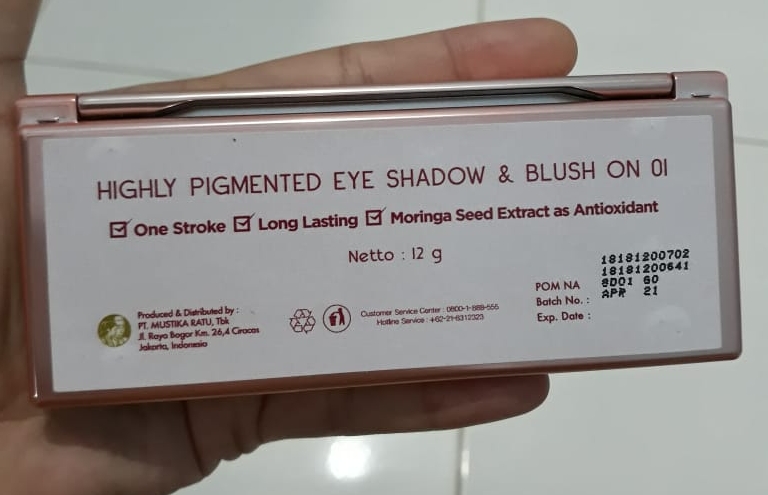 HIGHLY PIGMENTED EYE SHADOW & BLUSH ON 01
One Stroke Long Lasting Moringa Seed Extract as Antioxidant
Netto : 12 g
Produced & Distributed by :
PT. MUSTIKA RATU, Tbk
Jl. Raya Bogor Km. 26,4 Ciracas
Jakarta, Indonesia
Customer Service Center : 0800-1-888-555
Hotline Service : +62-21-8312323
POM NA
Batch No. :
Exp. Date :
18181200702
18181200641
8D01 60
APR 21